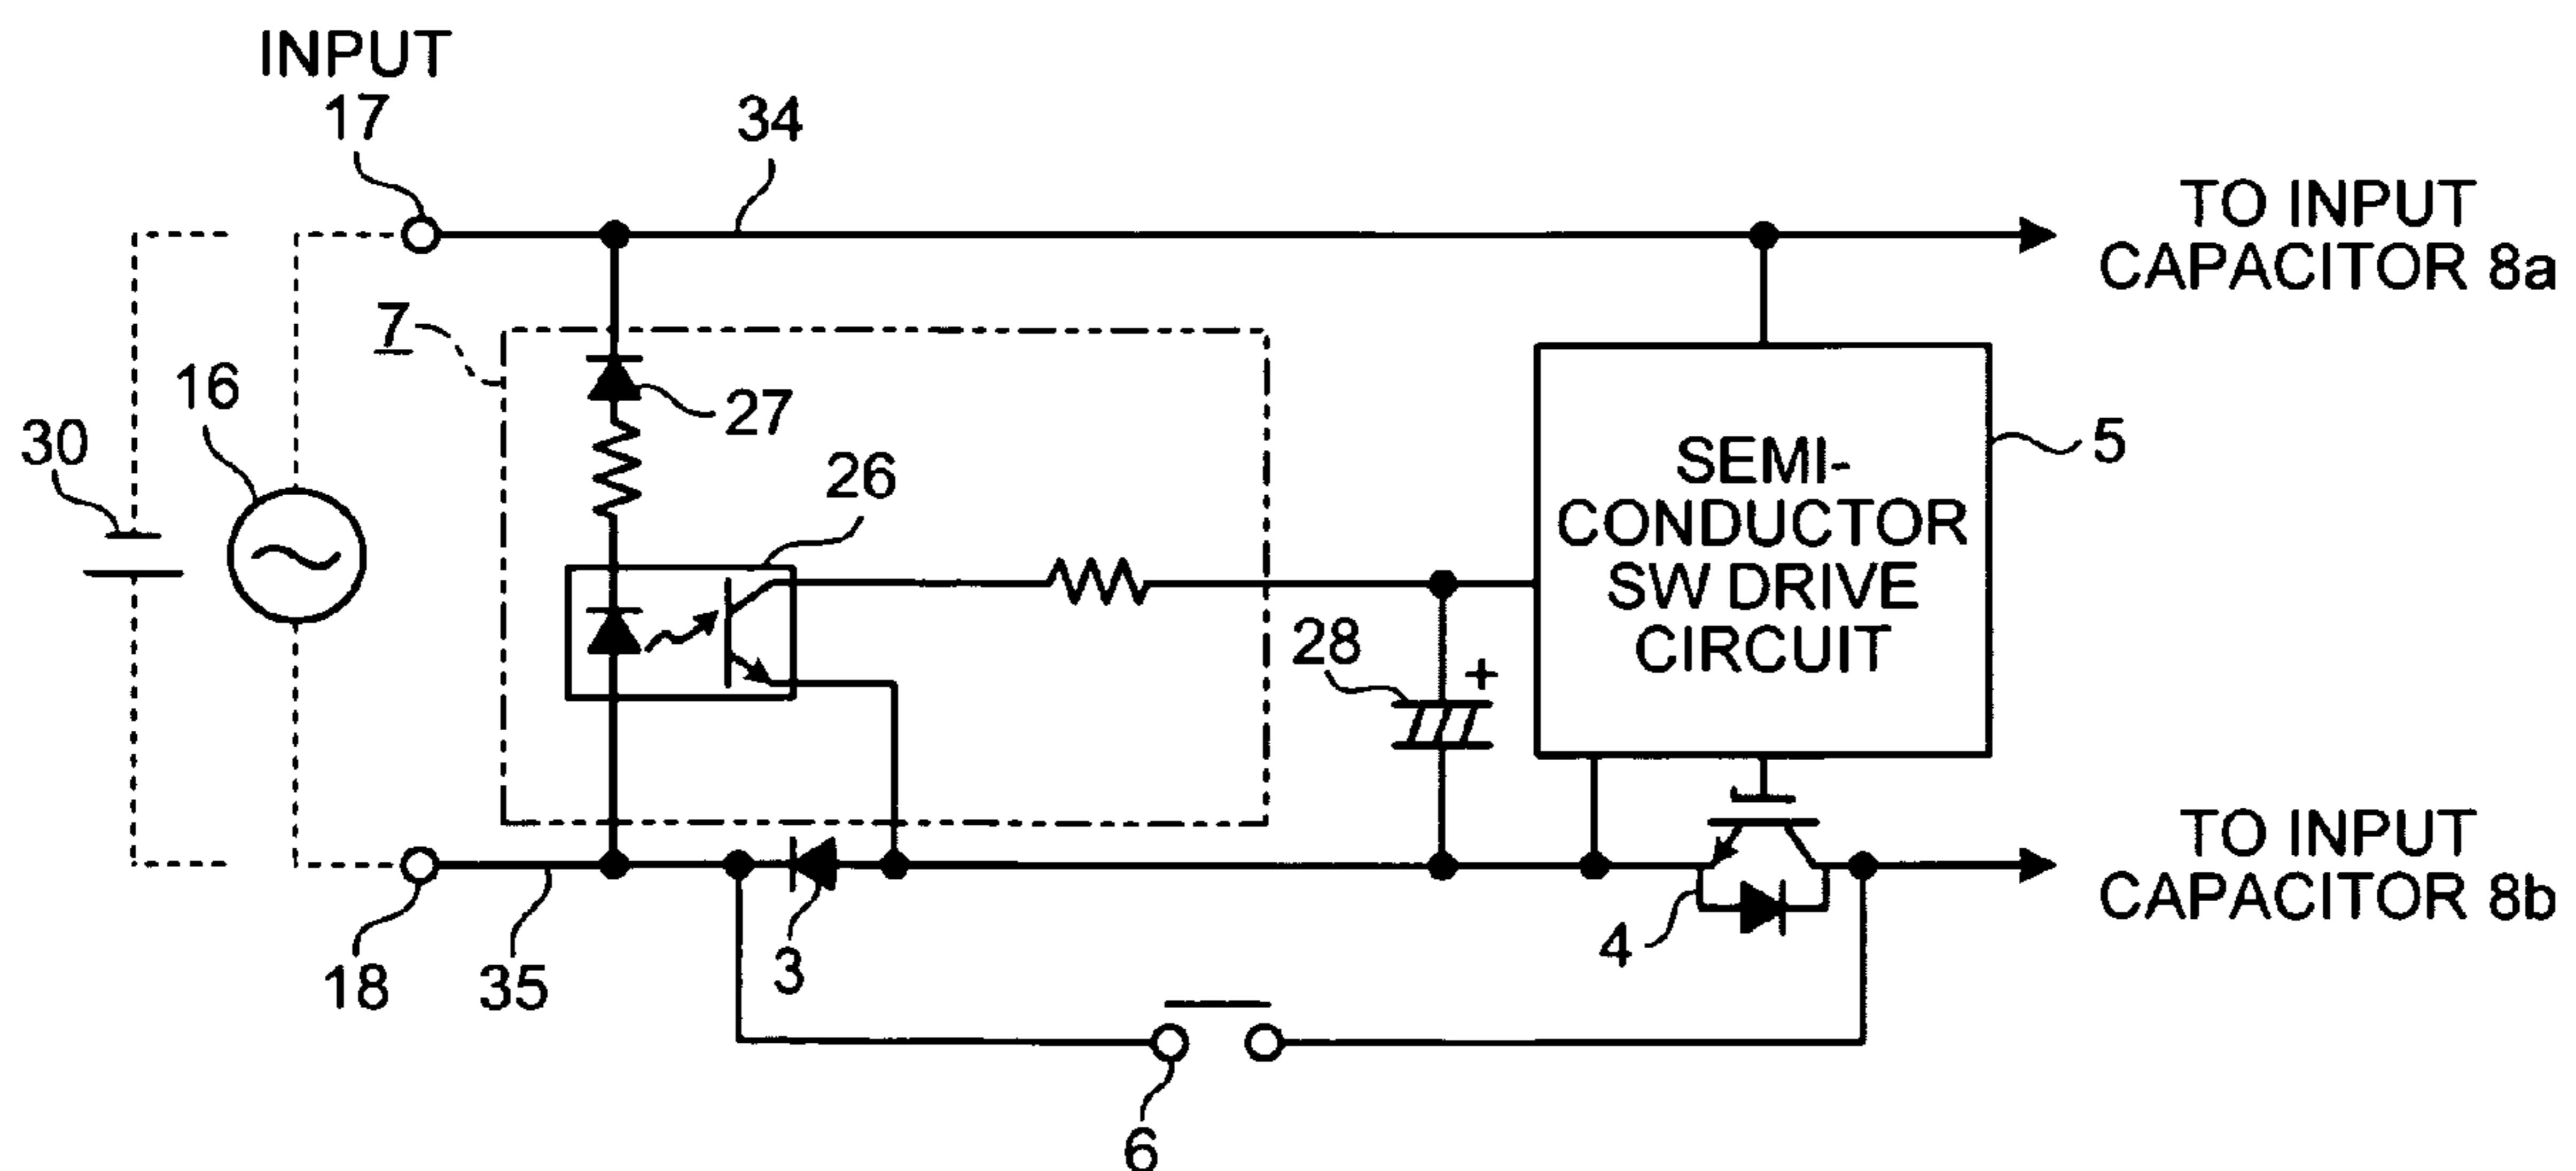 INPUT
17
34
TO INPUT
CAPACITOR 8a
7
16
27
30
26
5
SEMI-
CONDUCTOR
SW DRIVE
CIRCUIT
28
+
TO INPUT
CAPACITOR 8b
18
35
3
4
6